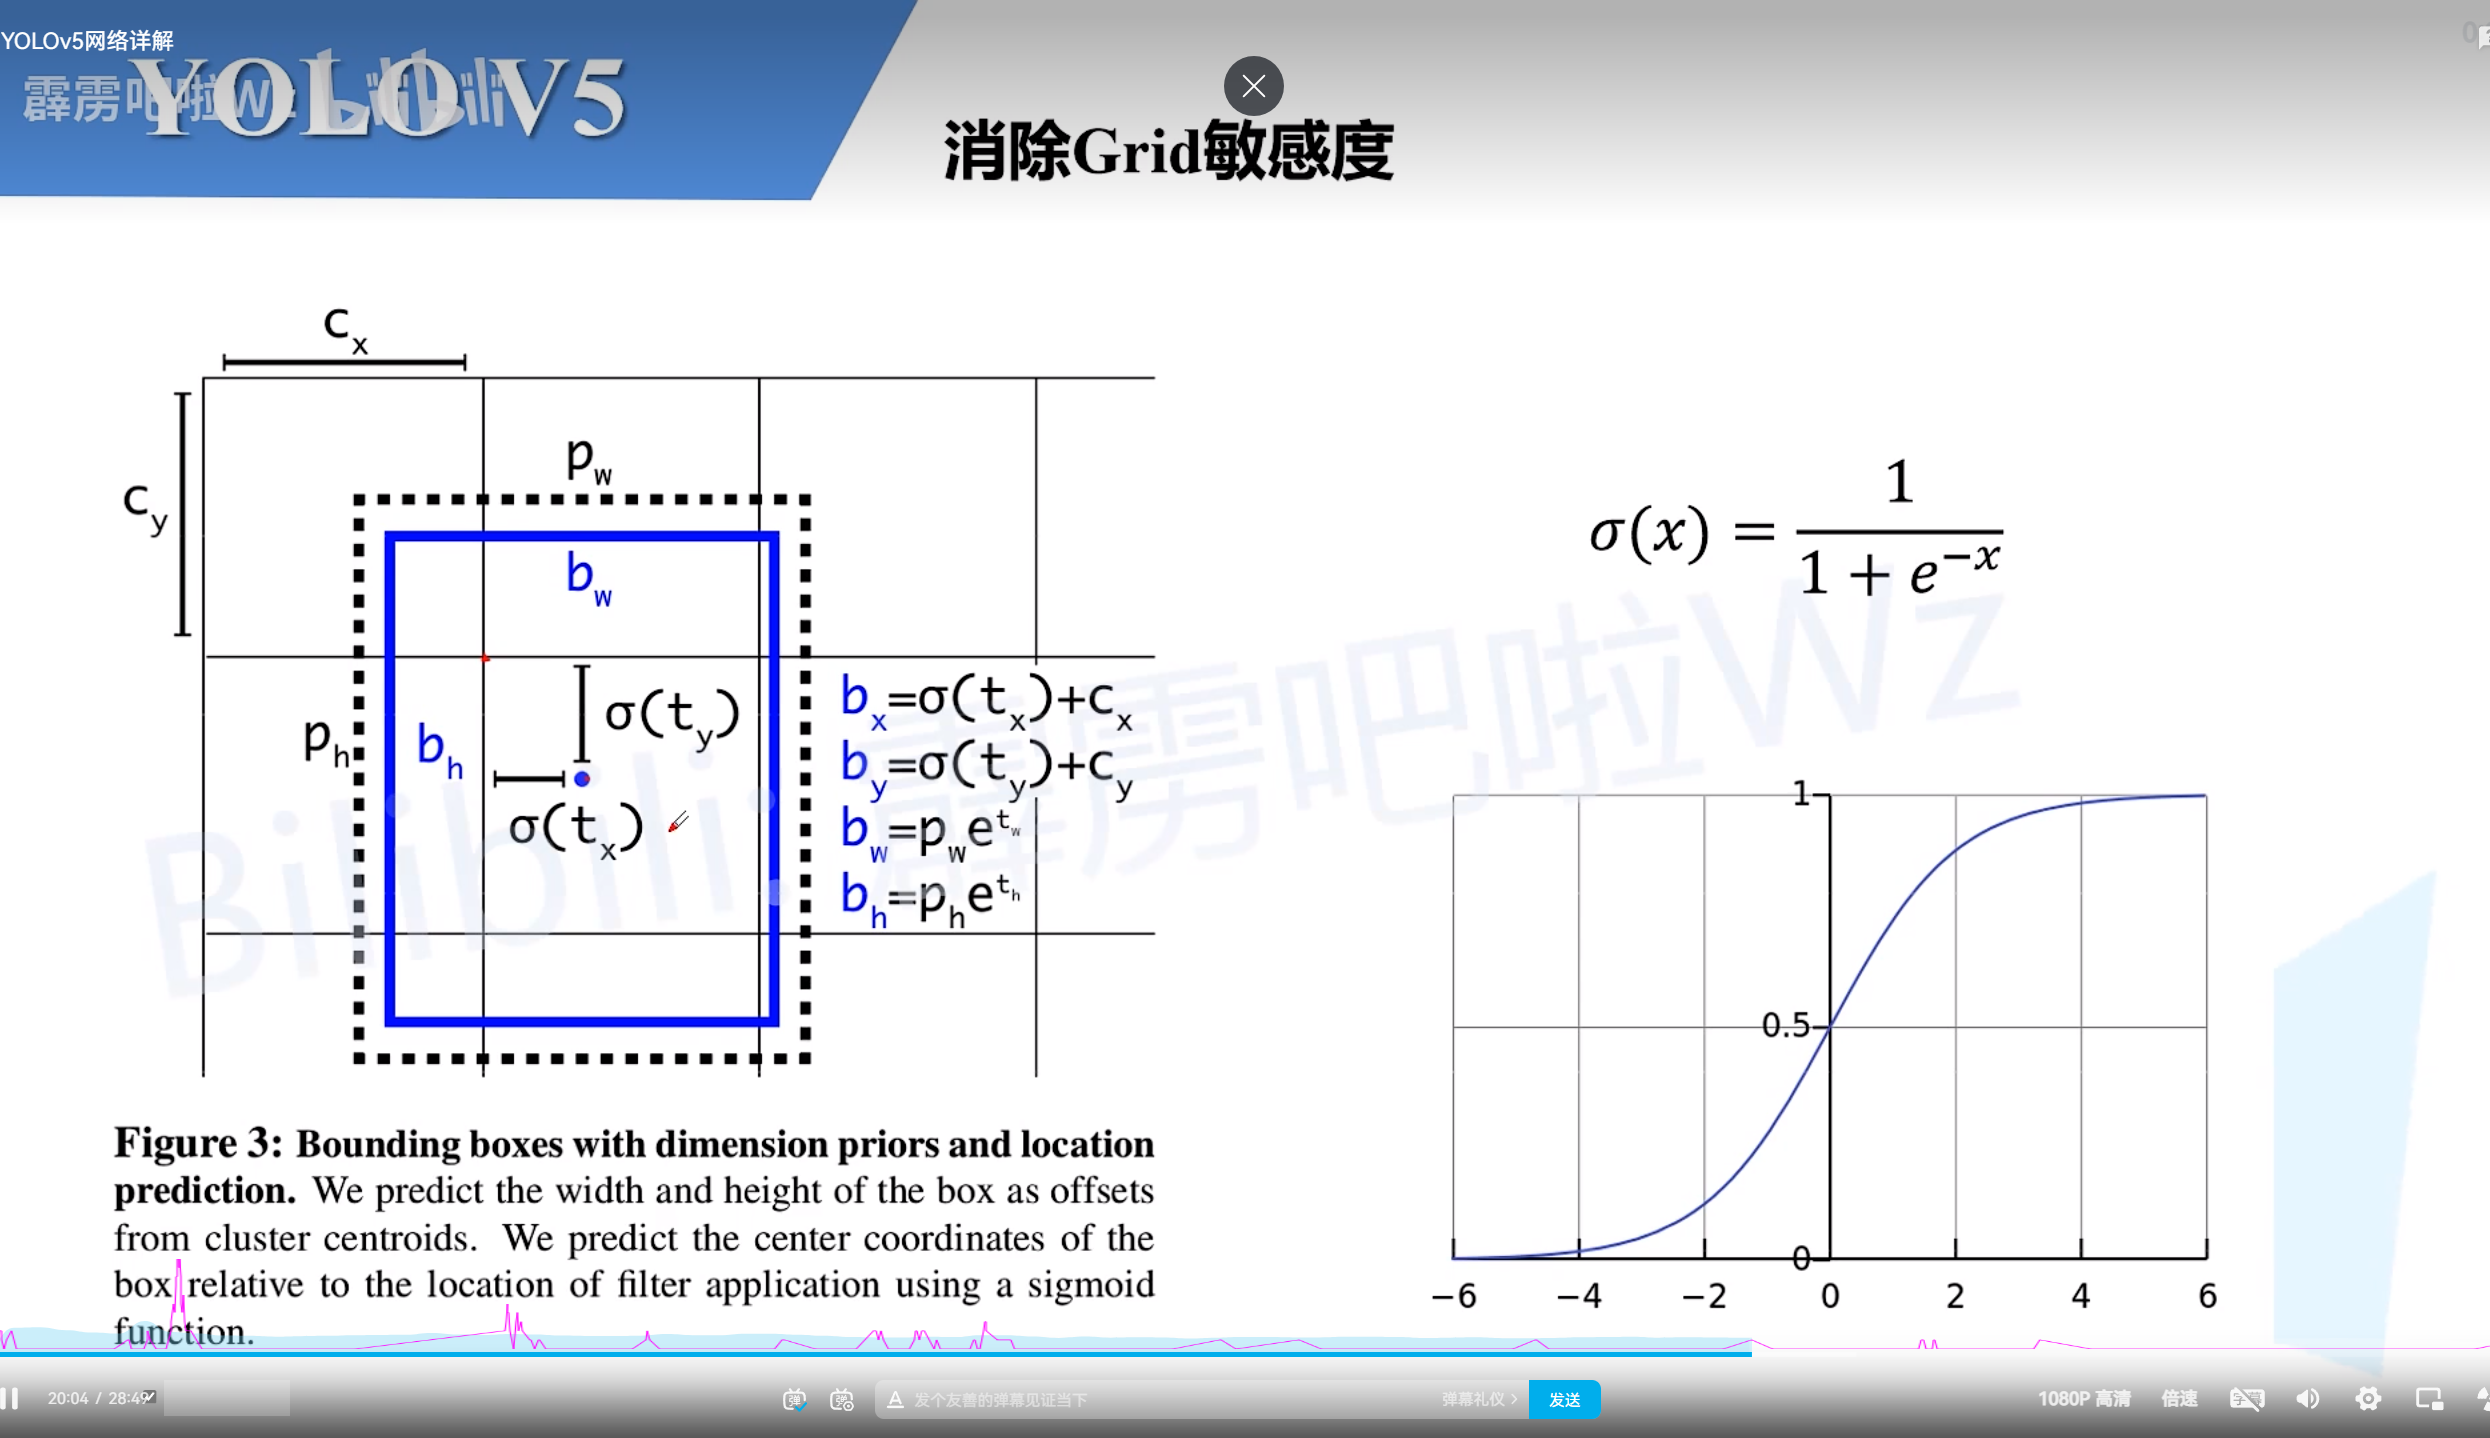 YOLOv5网络详解
YOLO V5
霹雳吧啦Wz
bilibili
消除Grid敏感度
c_x
c_y
p_w
b_w
p_h
b_h
σ(t_y)
σ(t_x)
b_x=σ(t_x)+c_x
b_y=σ(t_y)+c_y
b_w=p_w e^{t_w}
b_h=p_h e^{t_h}
σ(x) = 1 / (1 + e^{−x})
Bilibili: 霹雳吧啦Wz
1
0.5
0
−6 −4 −2 0 2 4 6
Figure 3: Bounding boxes with dimension priors and location
prediction. We predict the width and height of the box as offsets
from cluster centroids. We predict the center coordinates of the
box relative to the location of filter application using a sigmoid
function.
20:04 / 28:49
弹 弹
A 发个友善的弹幕见证当下
弹幕礼仪 >
发送
1080P 高清
倍速
字幕